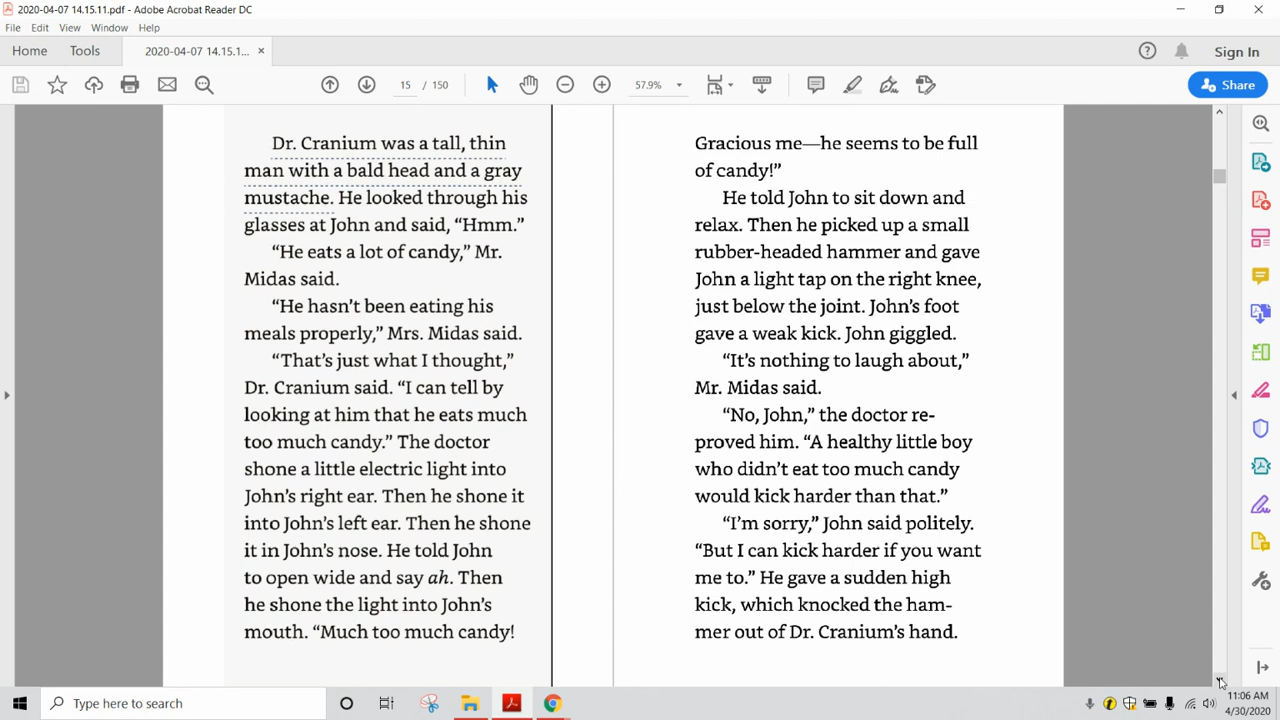 2020-04-07 14.15.11.pdf - Adobe Acrobat Reader DC
File Edit View Window Help
Home Tools 2020-04-07 14.15.1... × Sign In
15 / 150 57.9% Share
Dr. Cranium was a tall, thin
man with a bald head and a gray
mustache. He looked through his
glasses at John and said, “Hmm.”
“He eats a lot of candy,” Mr.
Midas said.
“He hasn’t been eating his
meals properly,” Mrs. Midas said.
“That’s just what I thought,”
Dr. Cranium said. “I can tell by
looking at him that he eats much
too much candy.” The doctor
shone a little electric light into
John’s right ear. Then he shone it
into John’s left ear. Then he shone
it in John’s nose. He told John
to open wide and say ah. Then
he shone the light into John’s
mouth. “Much too much candy!
Gracious me—he seems to be full
of candy!”
He told John to sit down and
relax. Then he picked up a small
rubber-headed hammer and gave
John a light tap on the right knee,
just below the joint. John’s foot
gave a weak kick. John giggled.
“It’s nothing to laugh about,”
Mr. Midas said.
“No, John,” the doctor re-
proved him. “A healthy little boy
who didn’t eat too much candy
would kick harder than that.”
“I’m sorry,” John said politely.
“But I can kick harder if you want
me to.” He gave a sudden high
kick, which knocked the ham-
mer out of Dr. Cranium’s hand.
Type here to search
11:06 AM
4/30/2020